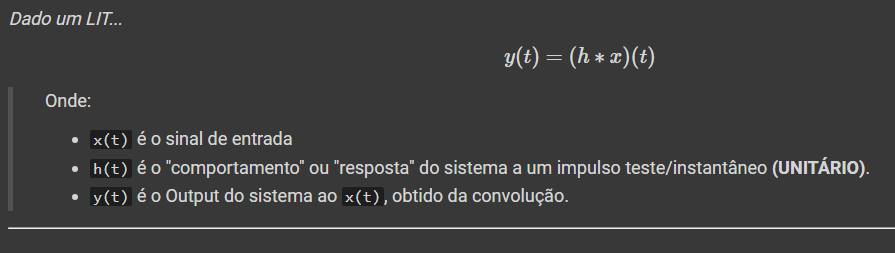 Dado um LIT...
y(t) = (h ∗ x)(t)
Onde:
• x(t) é o sinal de entrada
• h(t) é o "comportamento" ou "resposta" do sistema a um impulso teste/instantâneo (UNITÁRIO).
• y(t) é o Output do sistema ao x(t), obtido da convolução.